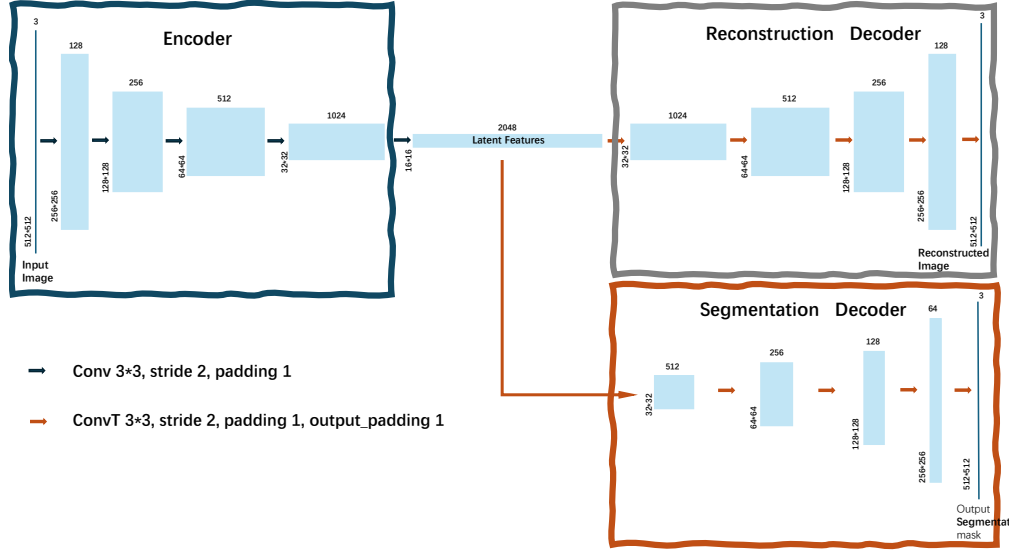 Encoder
3
128
256
512
1024
512*512
256*256
128*128
64*64
32*32
Input
Image
16*16
2048
Latent Features
Reconstruction Decoder
1024
512
256
128
3
32*32
64*64
128*128
256*256
512*512
Reconstructed
Image
Segmentation Decoder
512
256
128
64
3
32*32
64*64
128*128
256*256
512*512
Output
Segmentat
mask
Conv 3*3, stride 2, padding 1
ConvT 3*3, stride 2, padding 1, output_padding 1